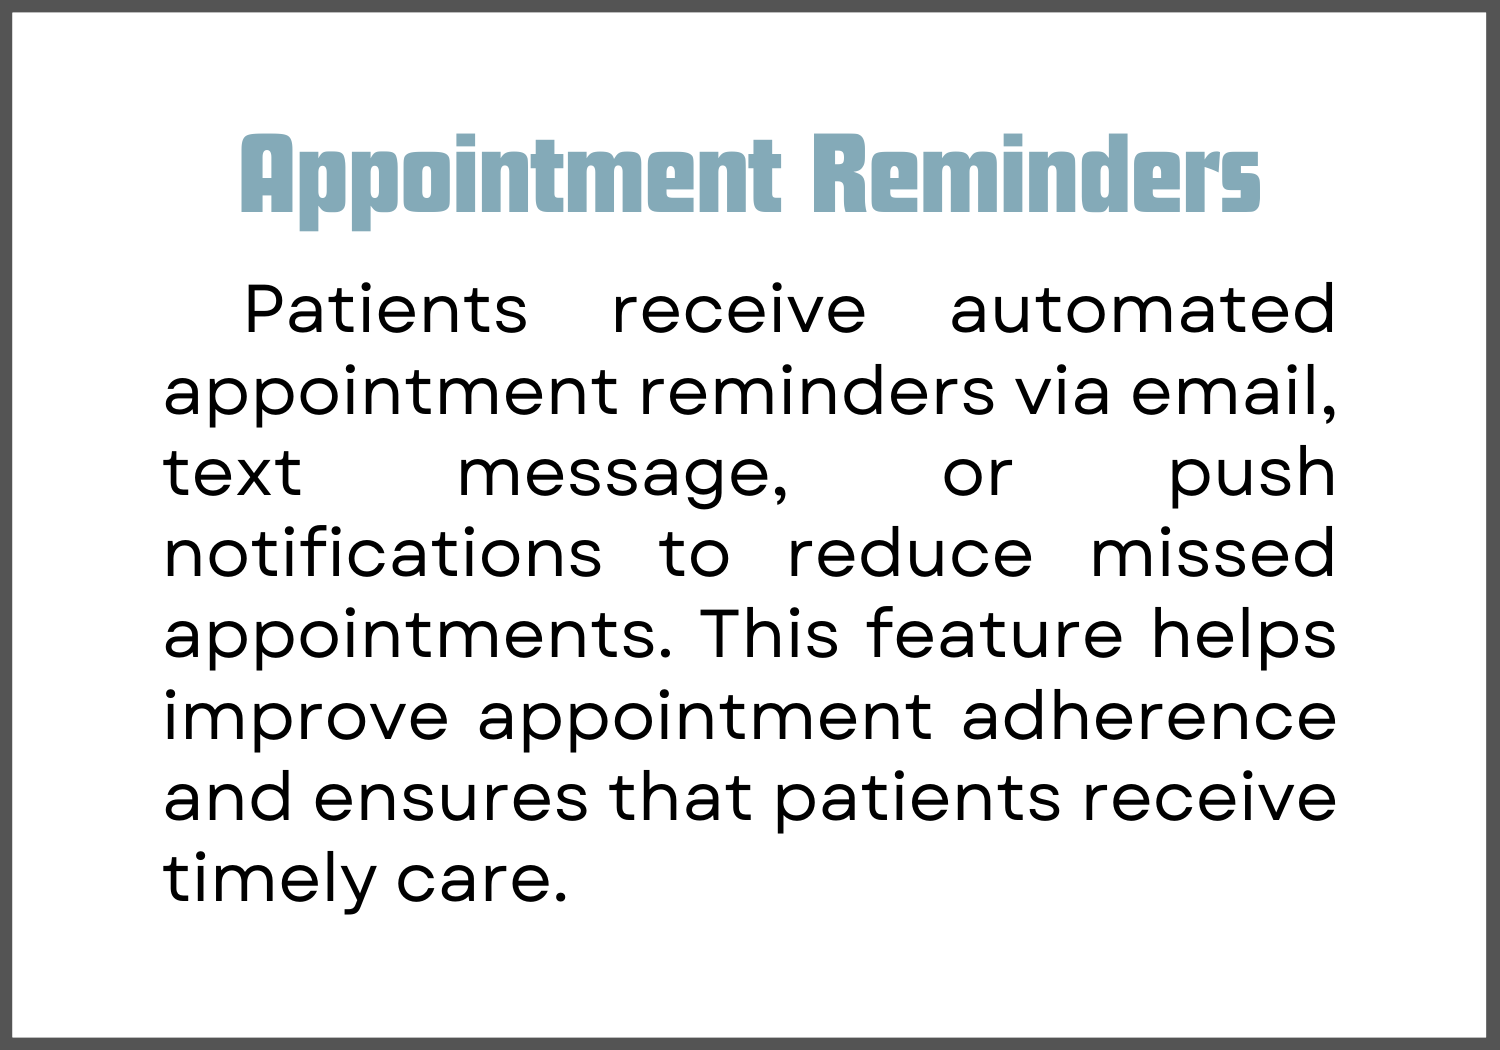 Appointment Reminders
Patients receive automated
appointment reminders via email,
text message, or push
notifications to reduce missed
appointments. This feature helps
improve appointment adherence
and ensures that patients receive
timely care.